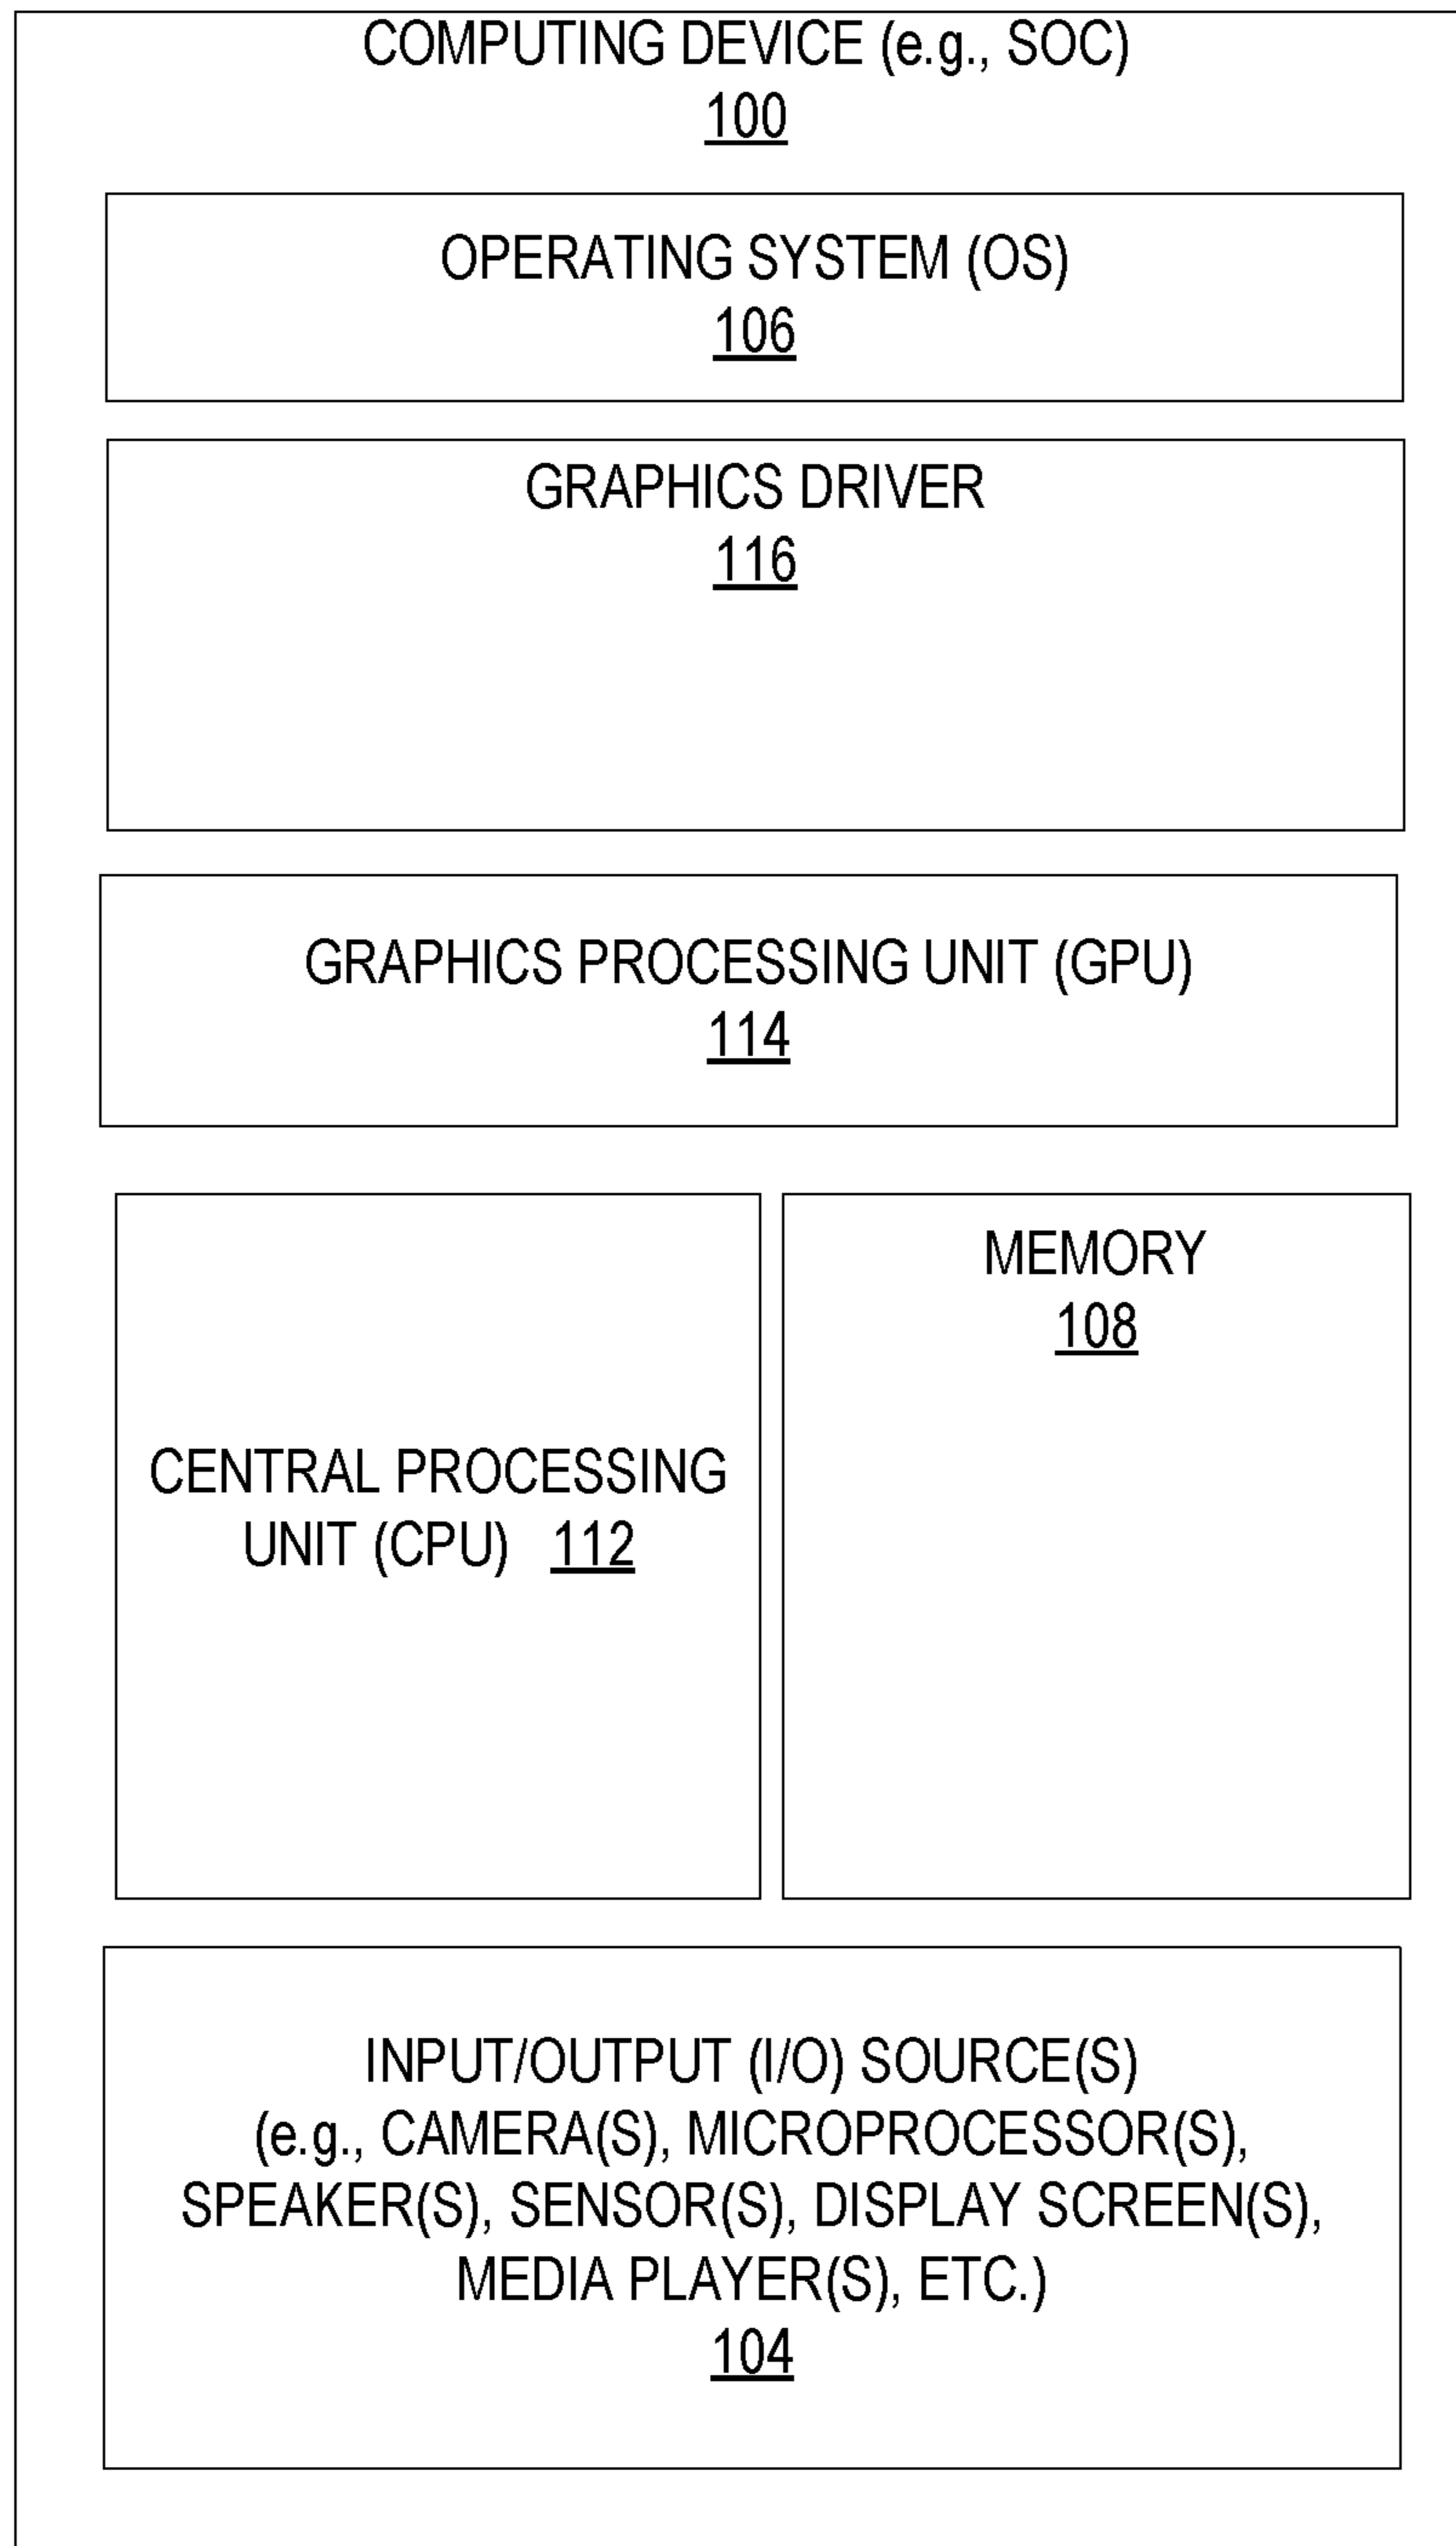 COMPUTING DEVICE (e.g., SOC)
100
OPERATING SYSTEM (OS)
106
GRAPHICS DRIVER
116
GRAPHICS PROCESSING UNIT (GPU)
114
CENTRAL PROCESSING
UNIT (CPU) 112
MEMORY
108
INPUT/OUTPUT (I/O) SOURCE(S)
(e.g., CAMERA(S), MICROPROCESSOR(S),
SPEAKER(S), SENSOR(S), DISPLAY SCREEN(S),
MEDIA PLAYER(S), ETC.)
104